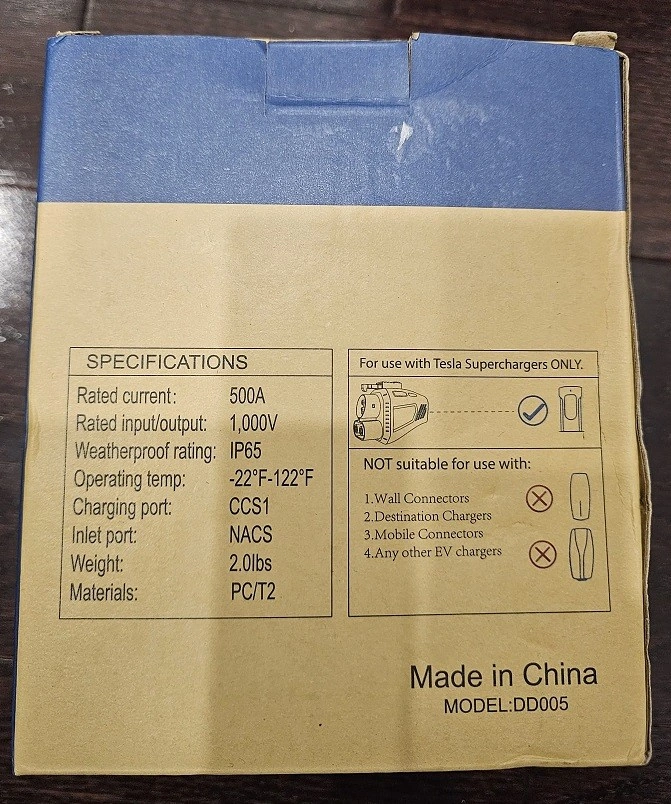 SPECIFICATIONS
Rated current: 500A
Rated input/output: 1,000V
Weatherproof rating: IP65
Operating temp: -22°F-122°F
Charging port: CCS1
Inlet port: NACS
Weight: 2.0lbs
Materials: PC/T2
For use with Tesla Superchargers ONLY.
NOT suitable for use with:
1.Wall Connectors
2.Destination Chargers
3.Mobile Connectors
4.Any other EV chargers
Made in China
MODEL:DD005